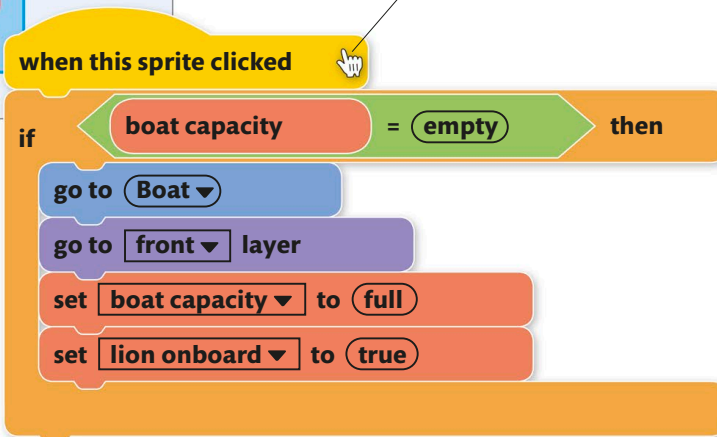 when this sprite clicked
if boat capacity = empty then
go to Boat
go to front layer
set boat capacity to full
set lion onboard to true